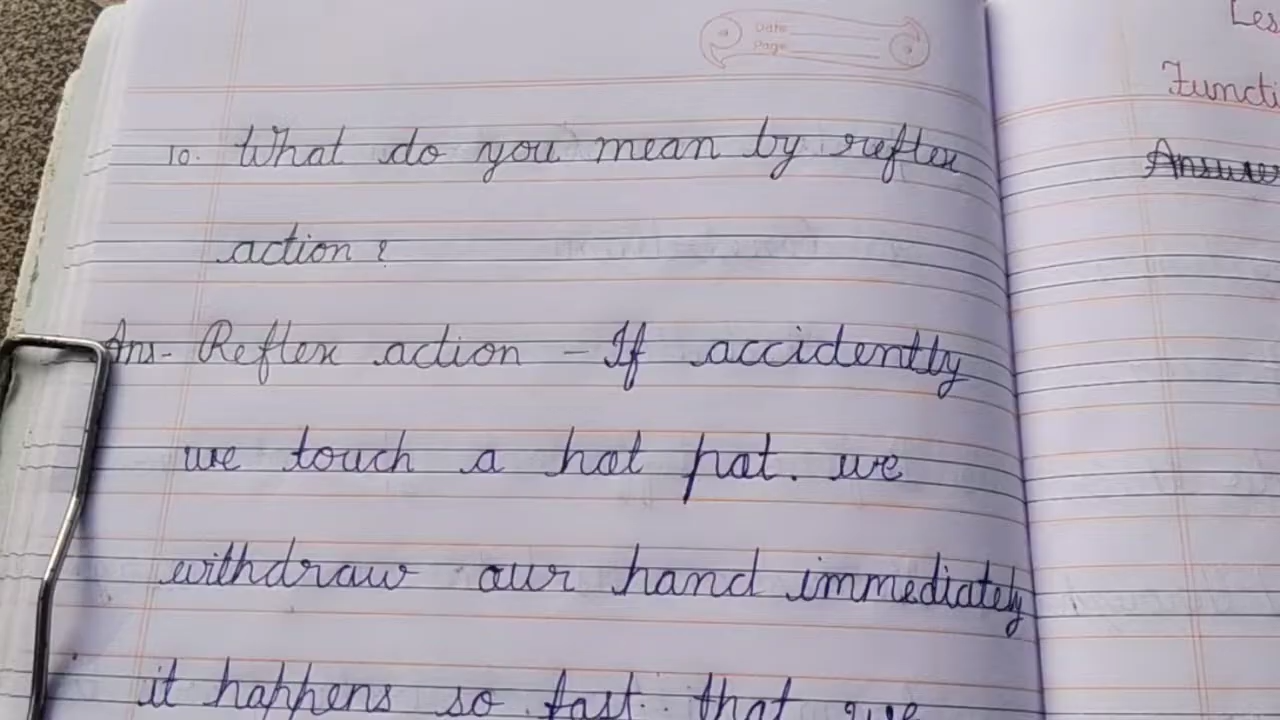 Date
Page
10. What do you mean by reflex
action ?
Ans- Reflex action - If accidently
we touch a hot pot. we
withdraw our hand immediately
it happens so fast. that we
Les
Functi
Answer